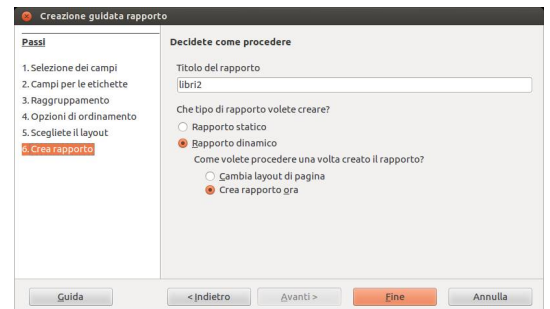 Creazione guidata rapporto
Passi
1. Selezione dei campi
2. Campi per le etichette
3. Raggruppamento
4. Opzioni di ordinamento
5. Scegliete il layout
6. Crea rapporto
Decidete come procedere
Titolo del rapporto
libri2
Che tipo di rapporto volete creare?
Rapporto statico
Rapporto dinamico
Come volete procedere una volta creato il rapporto?
Cambia layout di pagina
Crea rapporto ora
Guida
< Indietro
Avanti >
Fine
Annulla